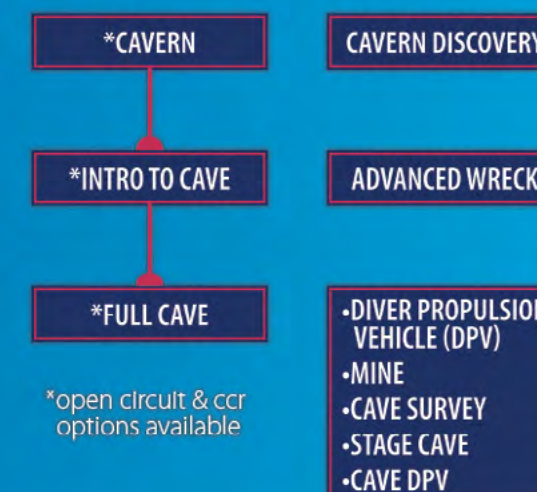 *CAVERN
*INTRO TO CAVE
*FULL CAVE
*open circuit & ccr
options available
CAVERN DISCOVERY
ADVANCED WRECK
•DIVER PROPULSION
VEHICLE (DPV)
•MINE
•CAVE SURVEY
•STAGE CAVE
•CAVE DPV